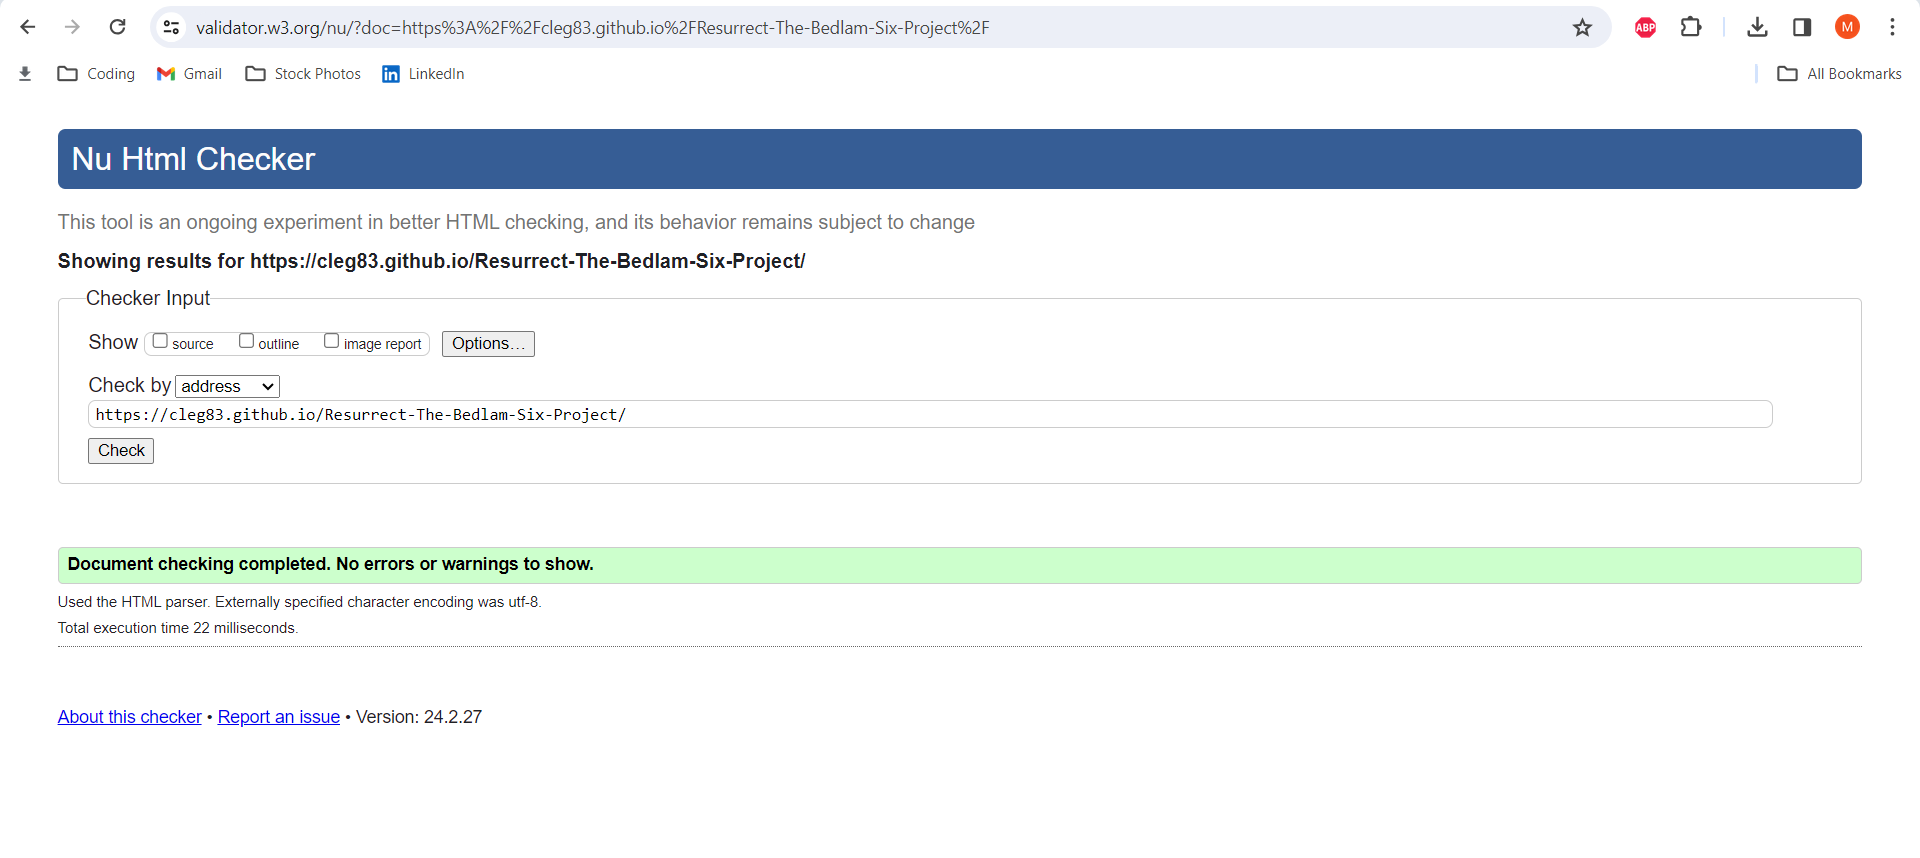 validator.w3.org/nu/?doc=https%3A%2F%2Fcleg83.github.io%2FResurrect-The-Bedlam-Six-Project%2F
ABP
M
Coding
Gmail
Stock Photos
in
LinkedIn
All Bookmarks
Nu Html Checker
This tool is an ongoing experiment in better HTML checking, and its behavior remains subject to change
Showing results for https://cleg83.github.io/Resurrect-The-Bedlam-Six-Project/
Checker Input
Show source outline image report Options...
Check by address
https://cleg83.github.io/Resurrect-The-Bedlam-Six-Project/
Check
Document checking completed. No errors or warnings to show.
Used the HTML parser. Externally specified character encoding was utf-8.
Total execution time 22 milliseconds.
About this checker • Report an issue • Version: 24.2.27